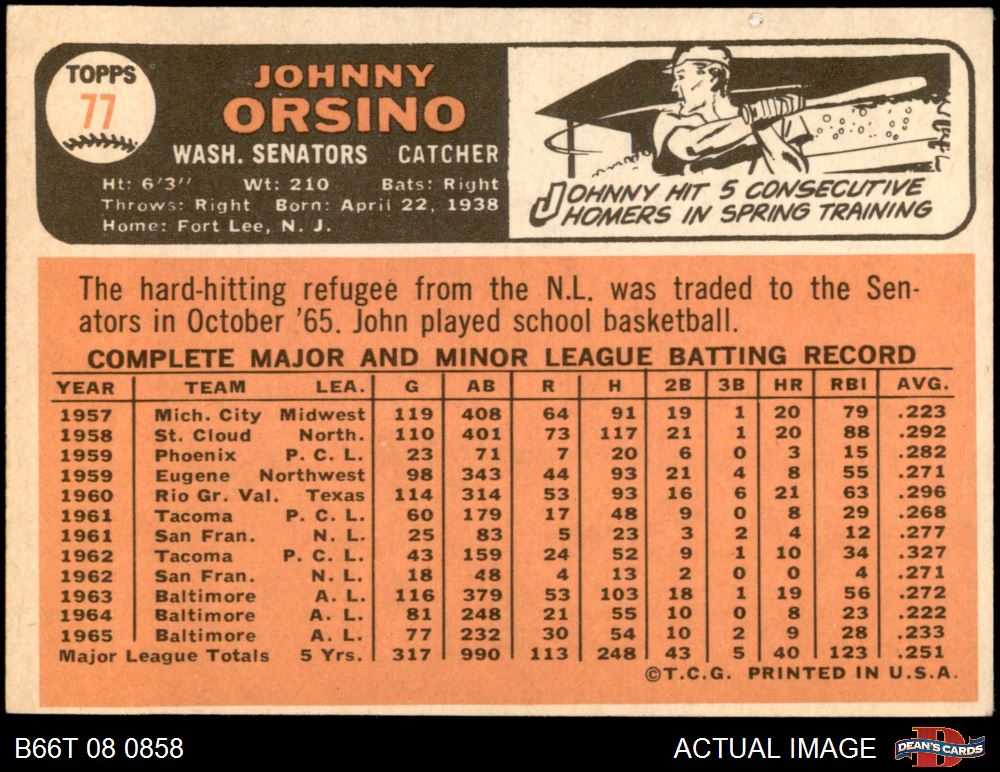 TOPPS
77
JOHNNY
ORSINO
WASH. SENATORS CATCHER
Ht: 6'3" Wt: 210 Bats: Right
Throws: Right Born: April 22, 1938
Home: Fort Lee, N. J.
JOHNNY HIT 5 CONSECUTIVE
HOMERS IN SPRING TRAINING
The hard-hitting refugee from the N.L. was traded to the Sen-
ators in October '65. John played school basketball.
COMPLETE MAJOR AND MINOR LEAGUE BATTING RECORD
YEAR TEAM LEA. G AB R H 2B 3B HR RBI AVG.
1957 Mich. City Midwest 119 408 64 91 19 1 20 79 .223
1958 St. Cloud North. 110 401 73 117 21 1 20 88 .292
1959 Phoenix P. C. L. 23 71 7 20 6 0 3 15 .282
1959 Eugene Northwest 98 343 44 93 21 4 8 55 .271
1960 Rio Gr. Val. Texas 114 314 53 93 16 6 21 63 .296
1961 Tacoma P. C. L. 60 179 17 48 9 0 8 29 .268
1961 San Fran. N. L. 25 83 5 23 3 2 4 12 .277
1962 Tacoma P. C. L. 43 159 24 52 9 1 10 34 .327
1962 San Fran. N. L. 18 48 4 13 2 0 0 4 .271
1963 Baltimore A. L. 116 379 53 103 18 1 19 56 .272
1964 Baltimore A. L. 81 248 21 55 10 0 8 23 .222
1965 Baltimore A. L. 77 232 30 54 10 2 9 28 .233
Major League Totals 5 Yrs. 317 990 113 248 43 5 40 123 .251
©T.C.G. PRINTED IN U.S.A.
B66T 08 0858
ACTUAL IMAGE
DEAN'S CARDS